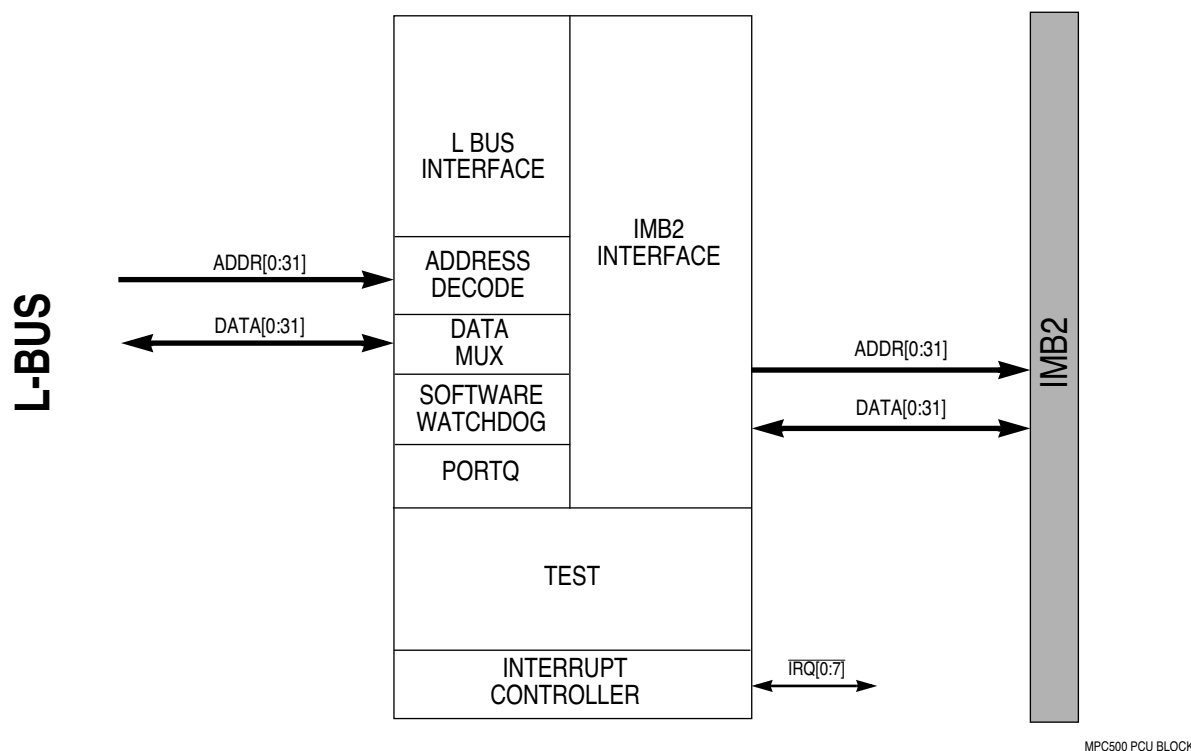 L-BUS
ADDR[0:31]
DATA[0:31]
L BUS
INTERFACE
ADDRESS
DECODE
DATA
MUX
SOFTWARE
WATCHDOG
PORTQ
IMB2
INTERFACE
TEST
INTERRUPT
CONTROLLER
ADDR[0:31]
DATA[0:31]
IRQ[0:7]
IMB2
MPC500 PCU BLOCK